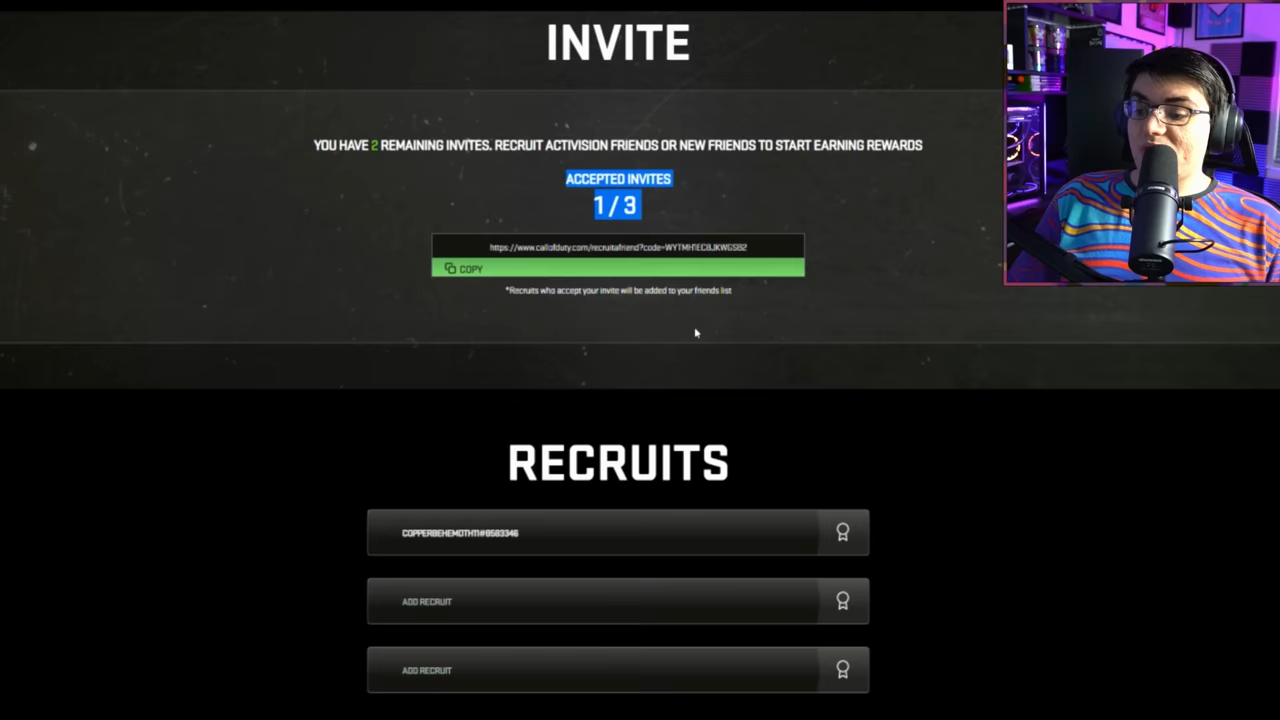 INVITE
YOU HAVE 2 REMAINING INVITES. RECRUIT ACTIVISION FRIENDS OR NEW FRIENDS TO START EARNING REWARDS
ACCEPTED INVITES
1 / 3
COPY
*Recruits who accept your invite will be added to your friends list
RECRUITS
ADD RECRUIT
ADD RECRUIT